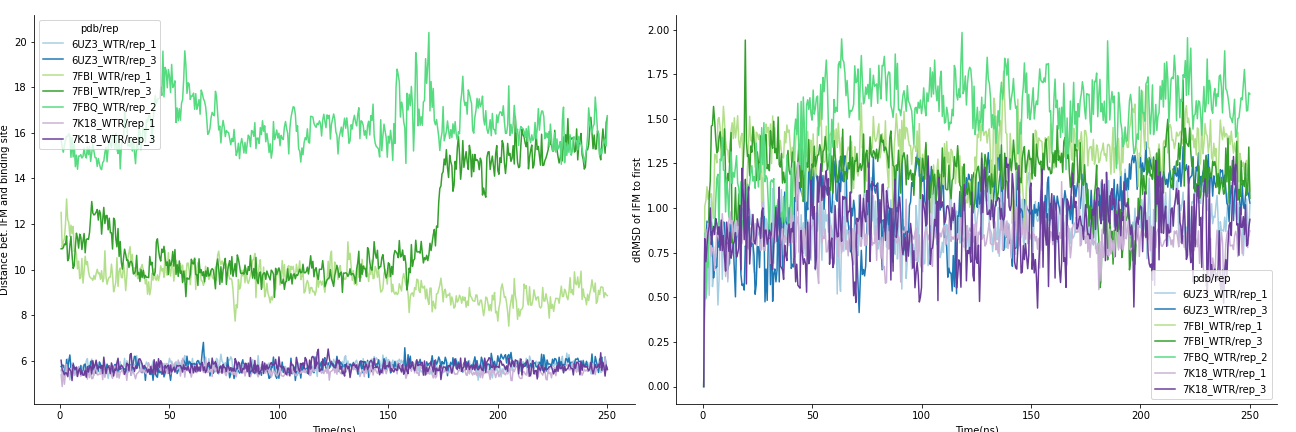 pdb/rep
6UZ3_WTR/rep_1
6UZ3_WTR/rep_3
7FBI_WTR/rep_1
7FBI_WTR/rep_3
7FBQ_WTR/rep_2
7K18_WTR/rep_1
7K18_WTR/rep_3
20
18
16
14
12
10
8
6
0
50
100
150
200
250
Distance bet. IFM and binding site
Time(ns)
2.00
1.75
1.50
1.25
1.00
0.75
0.50
0.25
0.00
0
50
100
150
200
250
dRMSD of IFM to first
Time(ns)
pdb/rep
6UZ3_WTR/rep_1
6UZ3_WTR/rep_3
7FBI_WTR/rep_1
7FBI_WTR/rep_3
7FBQ_WTR/rep_2
7K18_WTR/rep_1
7K18_WTR/rep_3